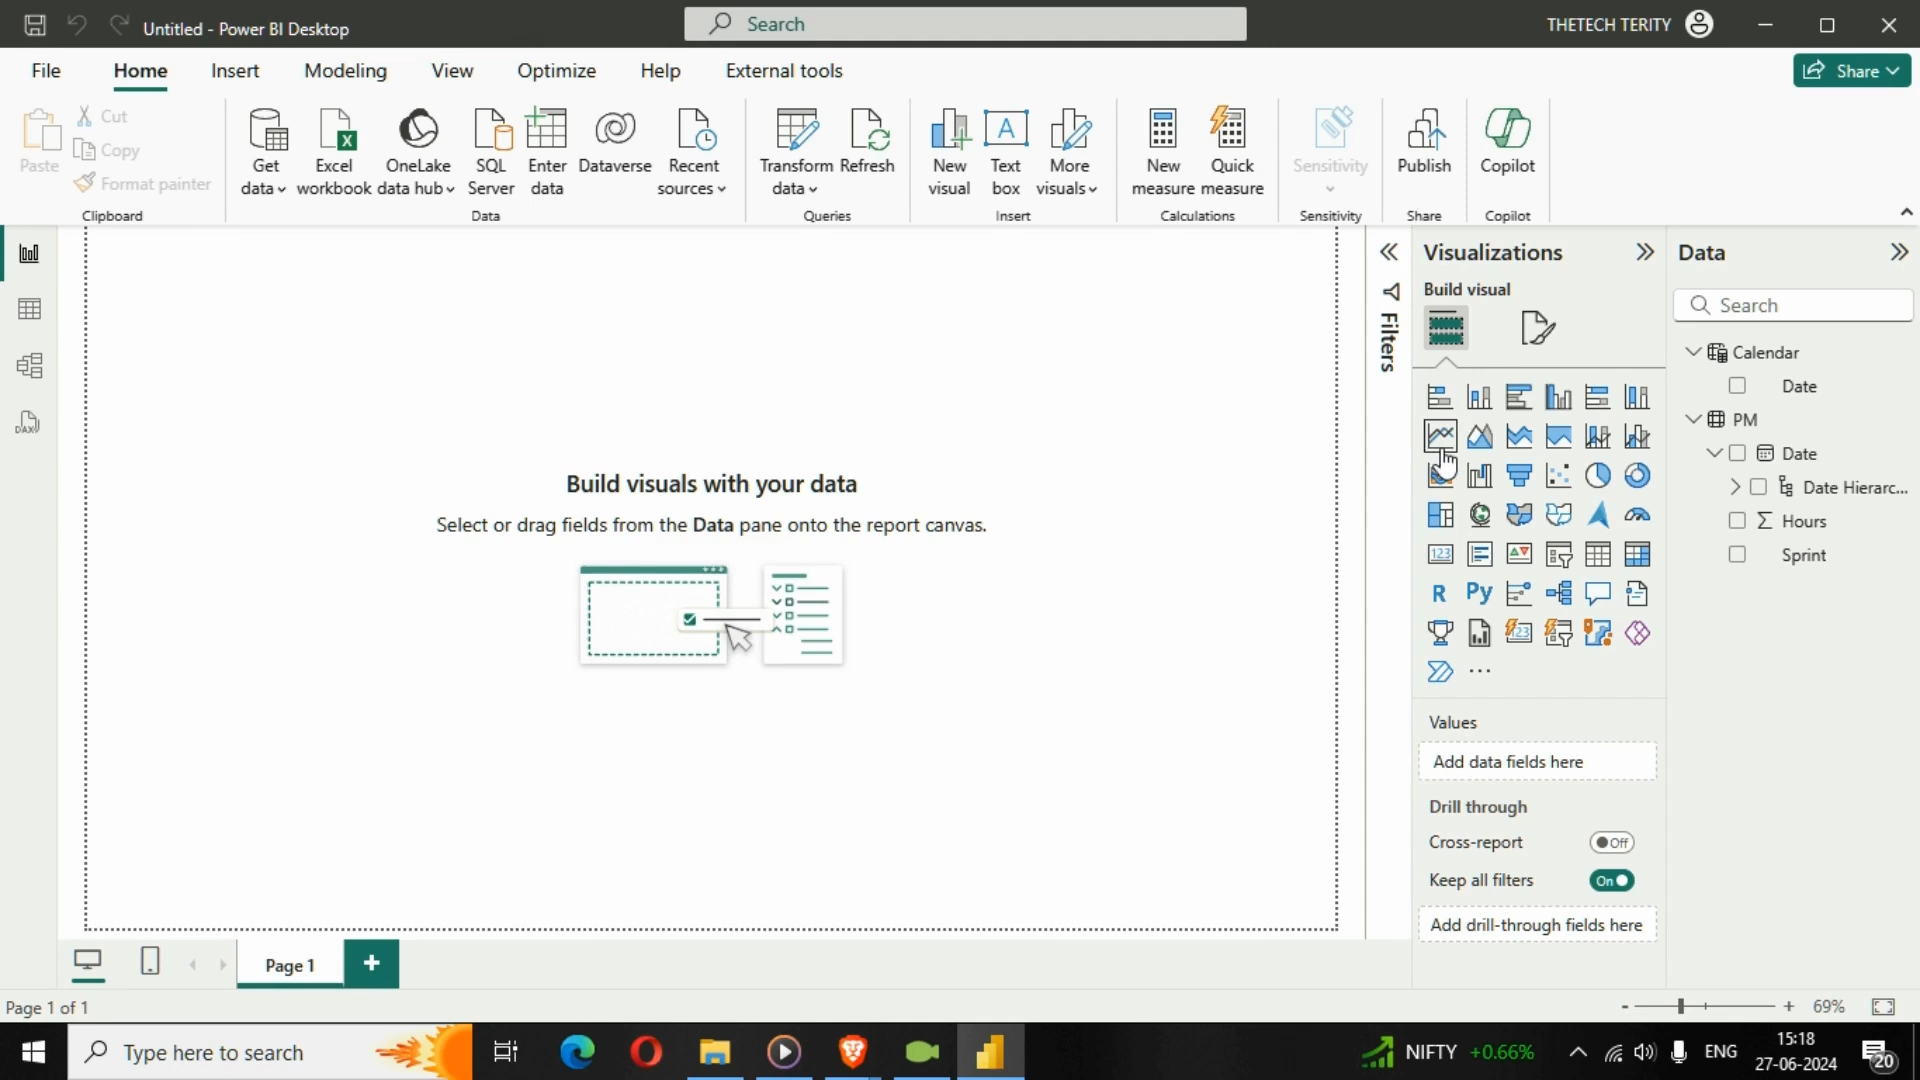 Untitled - Power BI Desktop
Search
THETECH TERITY
File
Home
Insert
Modeling
View
Optimize
Help
External tools
Share
Paste
Cut
Copy
Format painter
Clipboard
Get
data
Excel
workbook
OneLake
data hub
SQL
Server
Enter
data
Dataverse
Recent
sources
Data
Transform
data
Refresh
Queries
New
visual
Text
box
More
visuals
Insert
New
measure
Quick
measure
Calculations
Sensitivity
Sensitivity
Publish
Share
Copilot
Copilot
DAX
Build visuals with your data
Select or drag fields from the Data pane onto the report canvas.
Filters
Visualizations
Build visual
123
R
Py
123
Values
Add data fields here
Drill through
Cross-report
Off
Keep all filters
On
Add drill-through fields here
Data
Search
Calendar
Date
PM
Date
Date Hierarc...
Hours
Sprint
Page 1
Page 1 of 1
69%
Type here to search
NIFTY +0.66%
ENG
15:18
27-06-2024
20